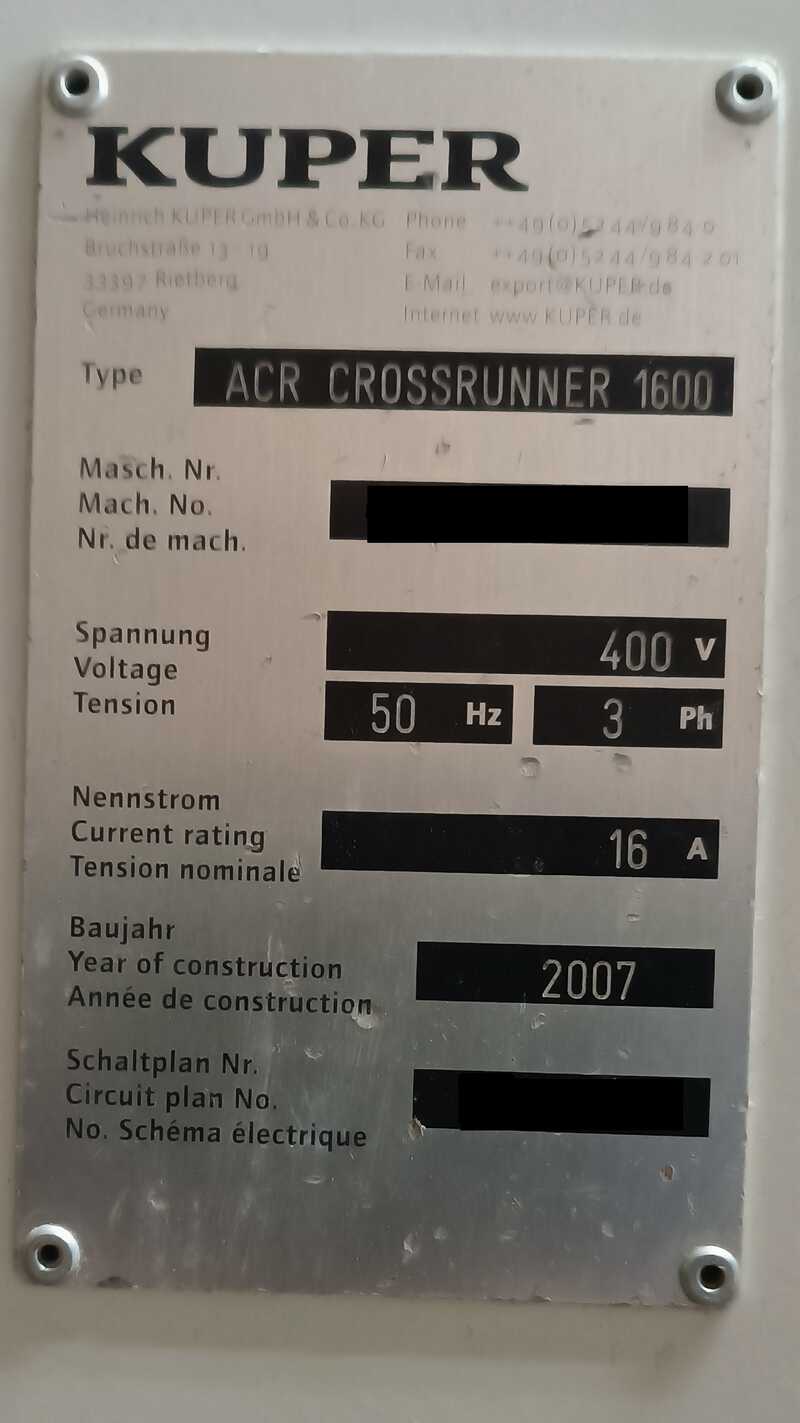 KUPER
Heinrich KUPER GmbH & Co. KG Phone ++49(0)5244/984 0
Bruchstraße 13 - 19 Fax ++49(0)5244/984 201
33397 Rietberg E-Mail export@KUPER.de
Germany Internet www.KUPER.de
Type ACR CROSSRUNNER 1600
Masch. Nr.
Mach. No.
Nr. de mach.
Spannung 400 V
Voltage
Tension 50 Hz 3 Ph
Nennstrom
Current rating 16 A
Tension nominale
Baujahr
Year of construction 2007
Année de construction
Schaltplan Nr.
Circuit plan No.
No. Schéma électrique